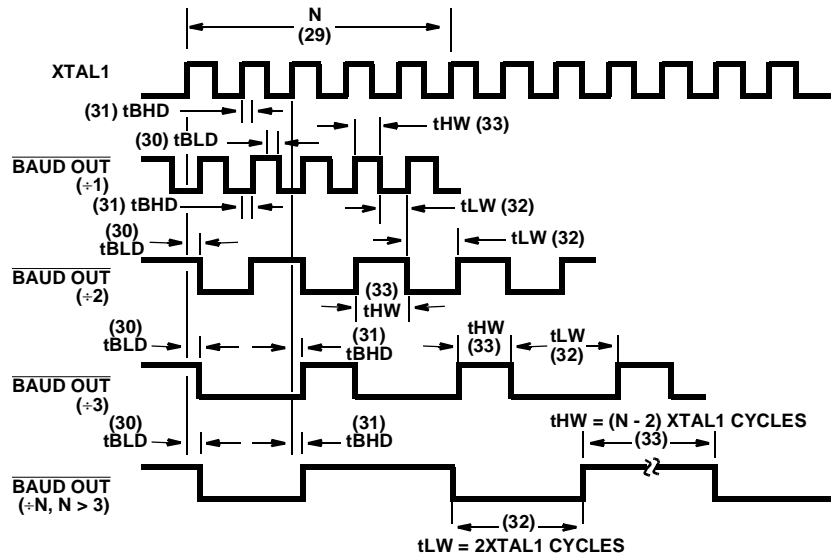 N
(29)
XTAL1
(31) tBHD
(30) tBLD
tHW (33)
BAUD OUT
(÷1)
(31) tBHD
tLW (32)
(30)
tBLD
tLW (32)
BAUD OUT
(÷2)
(33)
tHW
(30)
tBLD
(31)
tBHD
tHW
(33)
tLW
(32)
BAUD OUT
(÷3)
(30)
tBLD
(31)
tBHD
tHW = (N - 2) XTAL1 CYCLES
(33)
BAUD OUT
(÷N, N > 3)
(32)
tLW = 2XTAL1 CYCLES